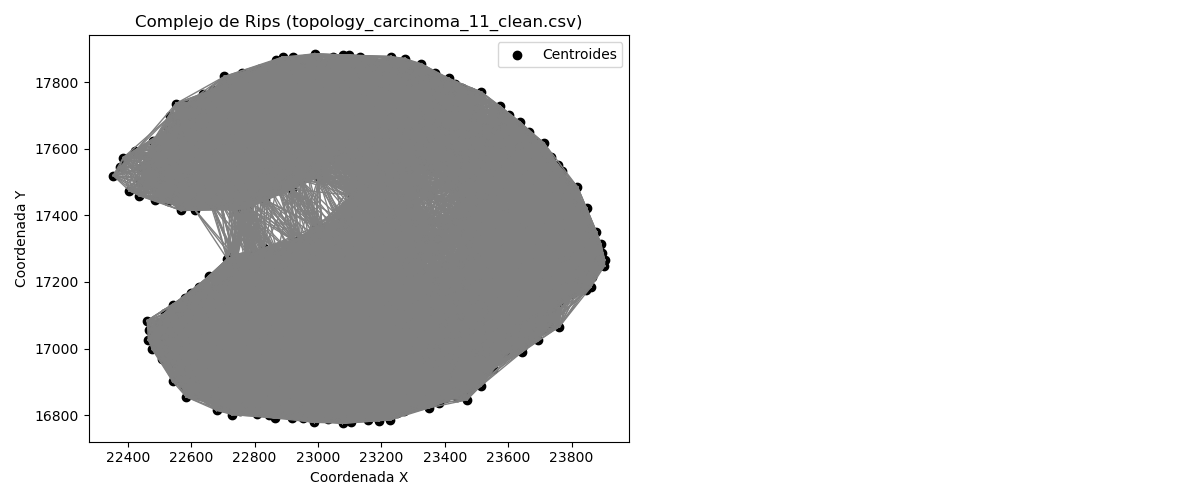 Complejo de Rips (topology_carcinoma_11_clean.csv)
Centroides
Coordenada Y
17800
17600
17400
17200
17000
16800
22400 22600 22800 23000 23200 23400 23600 23800
Coordenada X